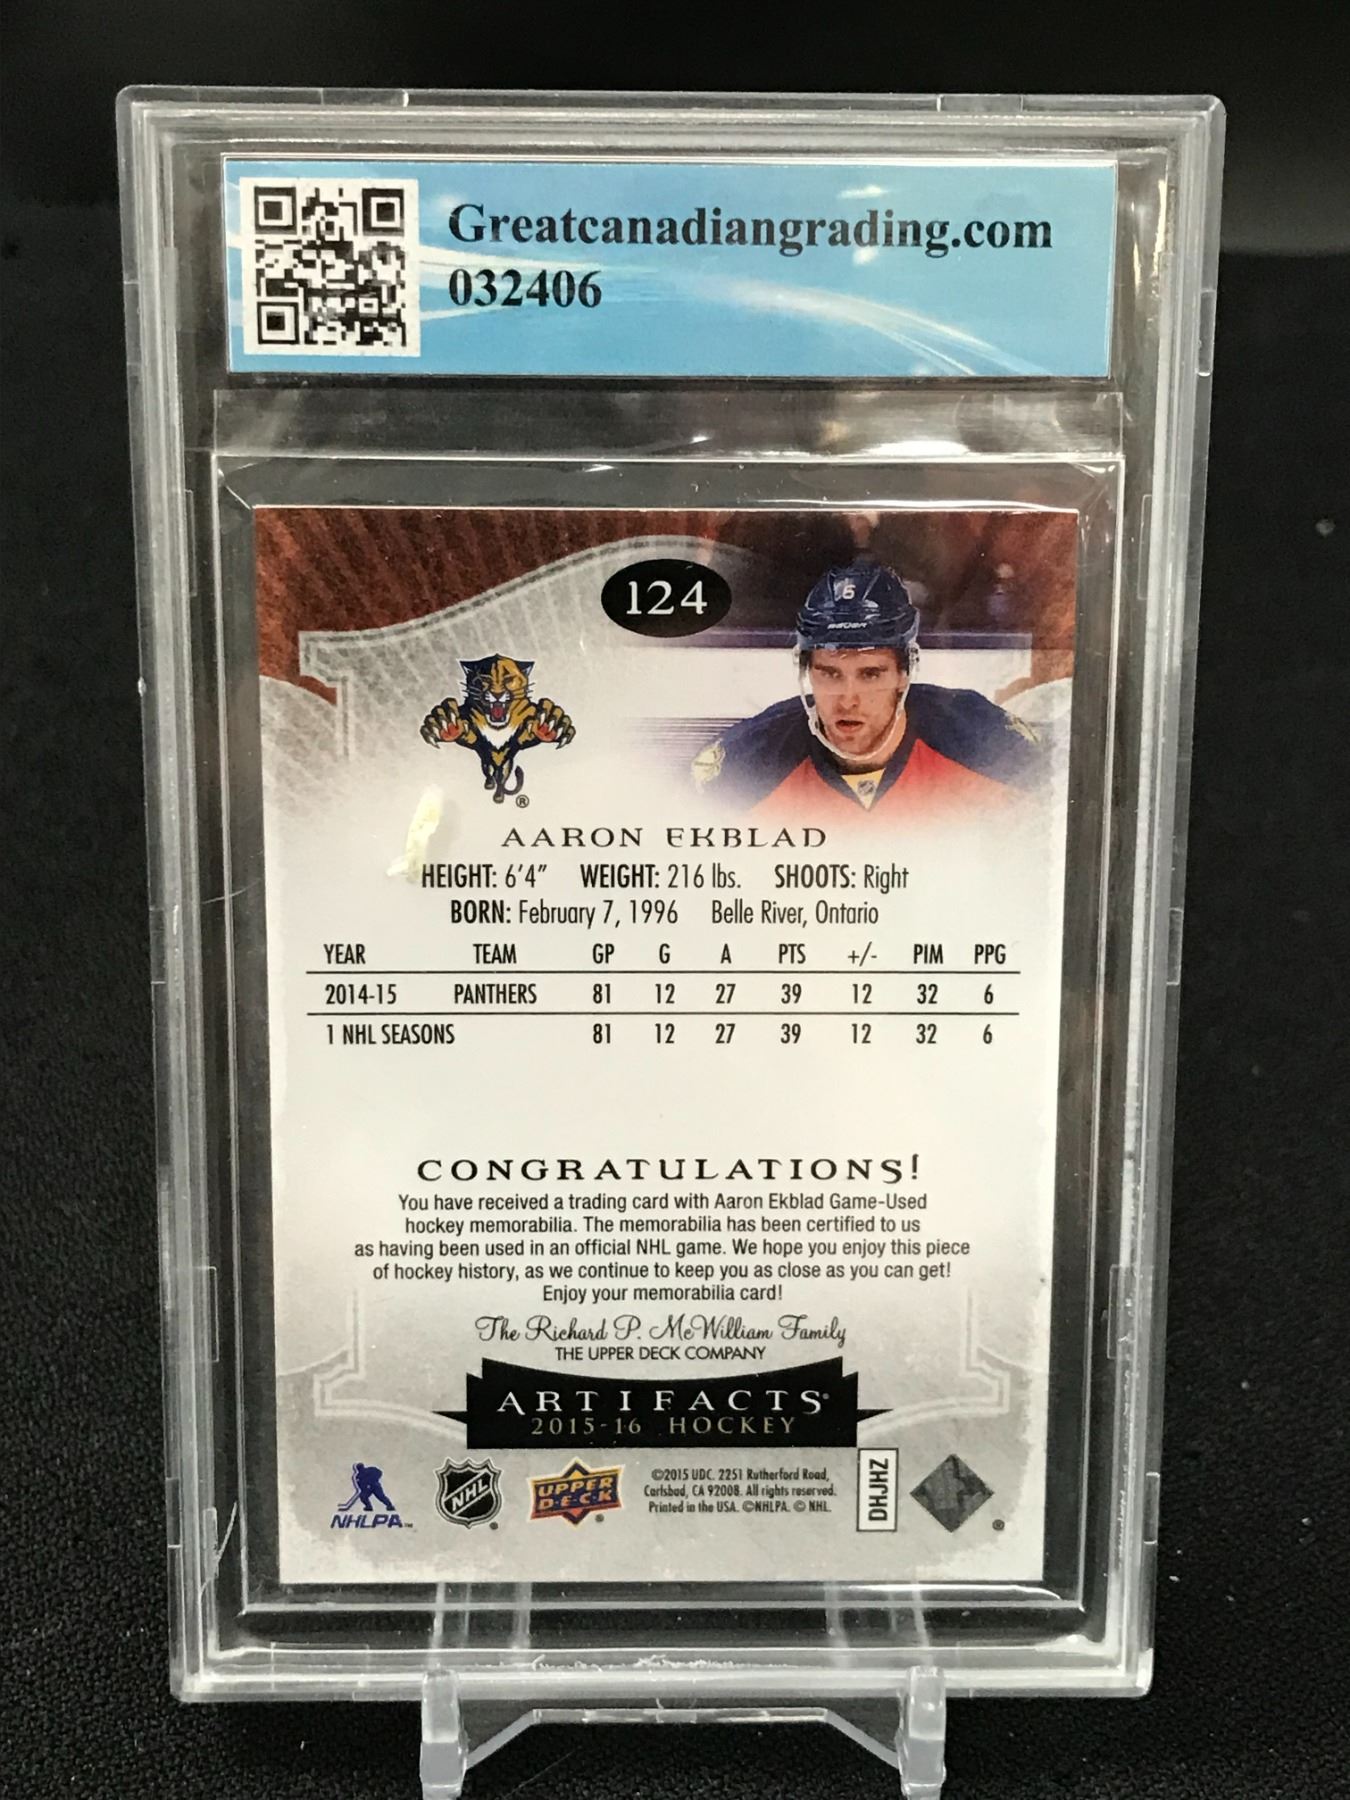 Greatcanadiangrading.com
032406
124
6
BAUER
®
AARON EKBLAD
HEIGHT: 6'4" WEIGHT: 216 lbs. SHOOTS: Right
BORN: February 7, 1996 Belle River, Ontario
YEAR TEAM GP G A PTS +/- PIM PPG
2014-15 PANTHERS 81 12 27 39 12 32 6
1 NHL SEASONS 81 12 27 39 12 32 6
CONGRATULATIONS!
You have received a trading card with Aaron Ekblad Game-Used
hockey memorabilia. The memorabilia has been certified to us
as having been used in an official NHL game. We hope you enjoy this piece
of hockey history, as we continue to keep you as close as you can get!
Enjoy your memorabilia card!
The Richard P. McWilliam Family
THE UPPER DECK COMPANY
ARTIFACTS
2015-16 HOCKEY
NHLPA™
NHL
UPPER
DECK
©2015 UDC. 2251 Rutherford Road,
Carlsbad, CA 92008. All rights reserved.
Printed in the USA. ©NHLPA. © NHL.
DHJHZ